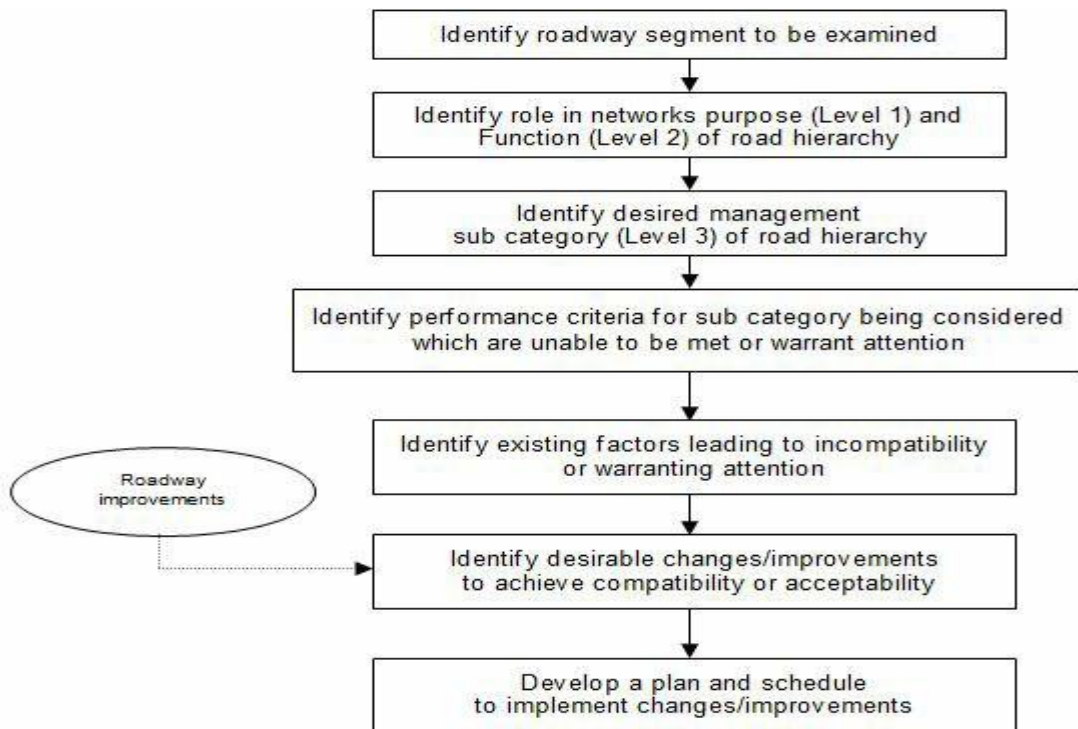 Identify roadway segment to be examined
Identify role in networks purpose (Level 1) and
Function (Level 2) of road hierarchy
Identify desired management
sub category (Level 3) of road hierarchy
Identify performance criteria for sub category being considered
which are unable to be met or warrant attention
Identify existing factors leading to incompatibility
or warranting attention
Roadway
improvements
Identify desirable changes/improvements
to achieve compatibility or acceptability
Develop a plan and schedule
to implement changes/improvements